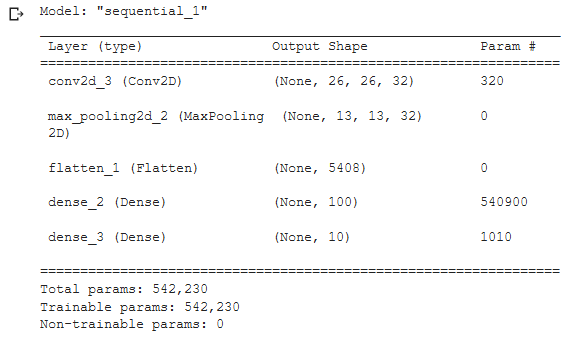 Model: "sequential_1"
Layer (type) Output Shape Param #
conv2d_3 (Conv2D) (None, 26, 26, 32) 320
max_pooling2d_2 (MaxPooling (None, 13, 13, 32) 0
2D)
flatten_1 (Flatten) (None, 5408) 0
dense_2 (Dense) (None, 100) 540900
dense_3 (Dense) (None, 10) 1010
Total params: 542,230
Trainable params: 542,230
Non-trainable params: 0